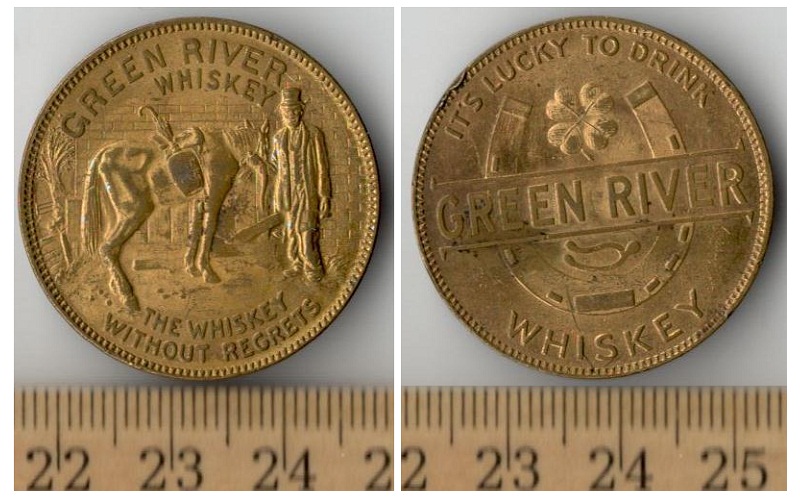 GREEN RIVER
WHISKEY
THE WHISKEY
WITHOUT REGRETS
22 23 24 2
IT'S LUCKY TO DRINK
GREEN RIVER
WHISKEY
2 23 24 25